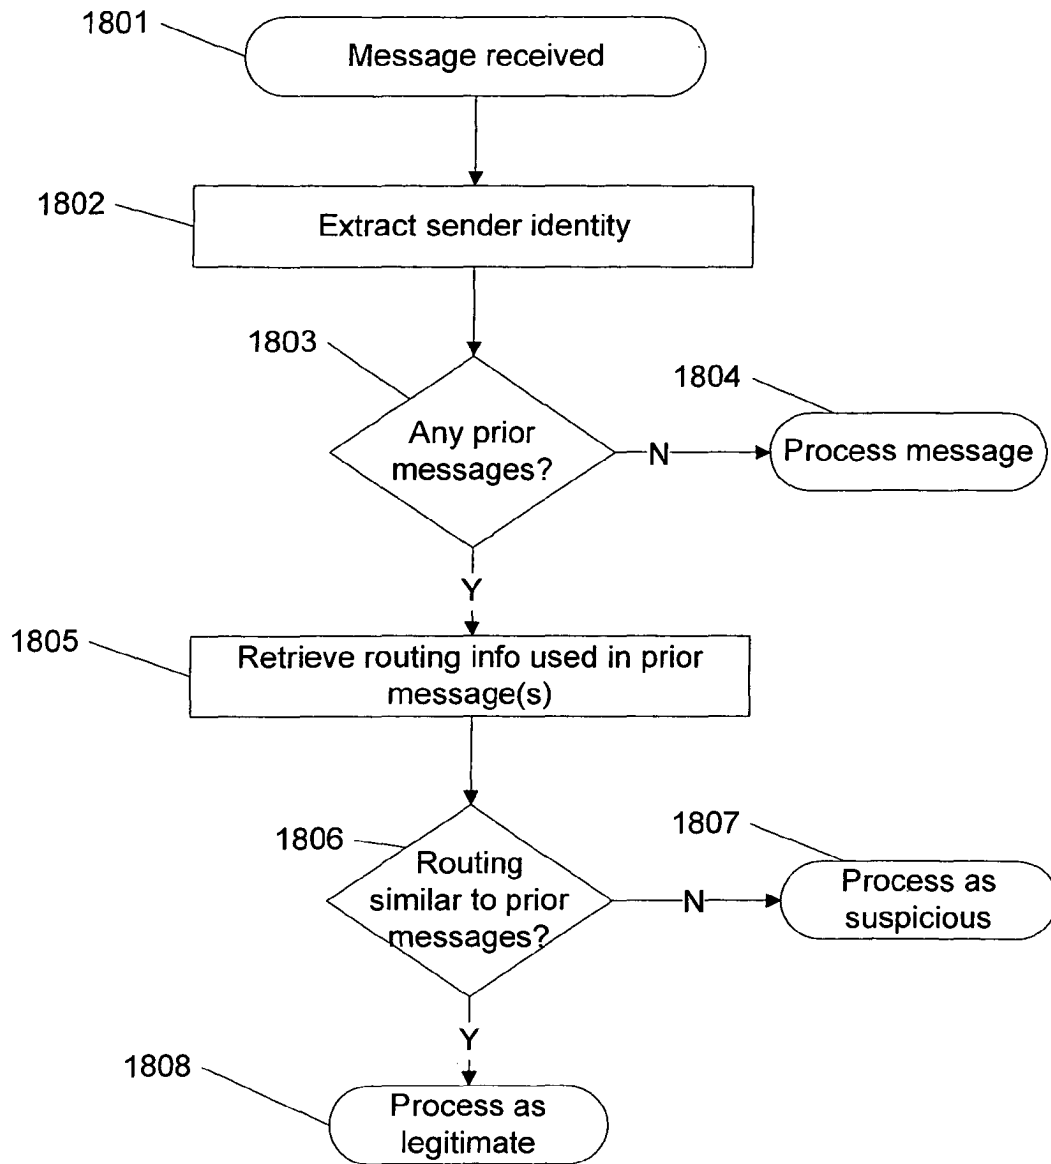 1801
Message received
1802
Extract sender identity
1803
Any prior
messages?
N
1804
Process message
Y
1805
Retrieve routing info used in prior
message(s)
1806
Routing
similar to prior
messages?
N
1807
Process as
suspicious
Y
1808
Process as
legitimate